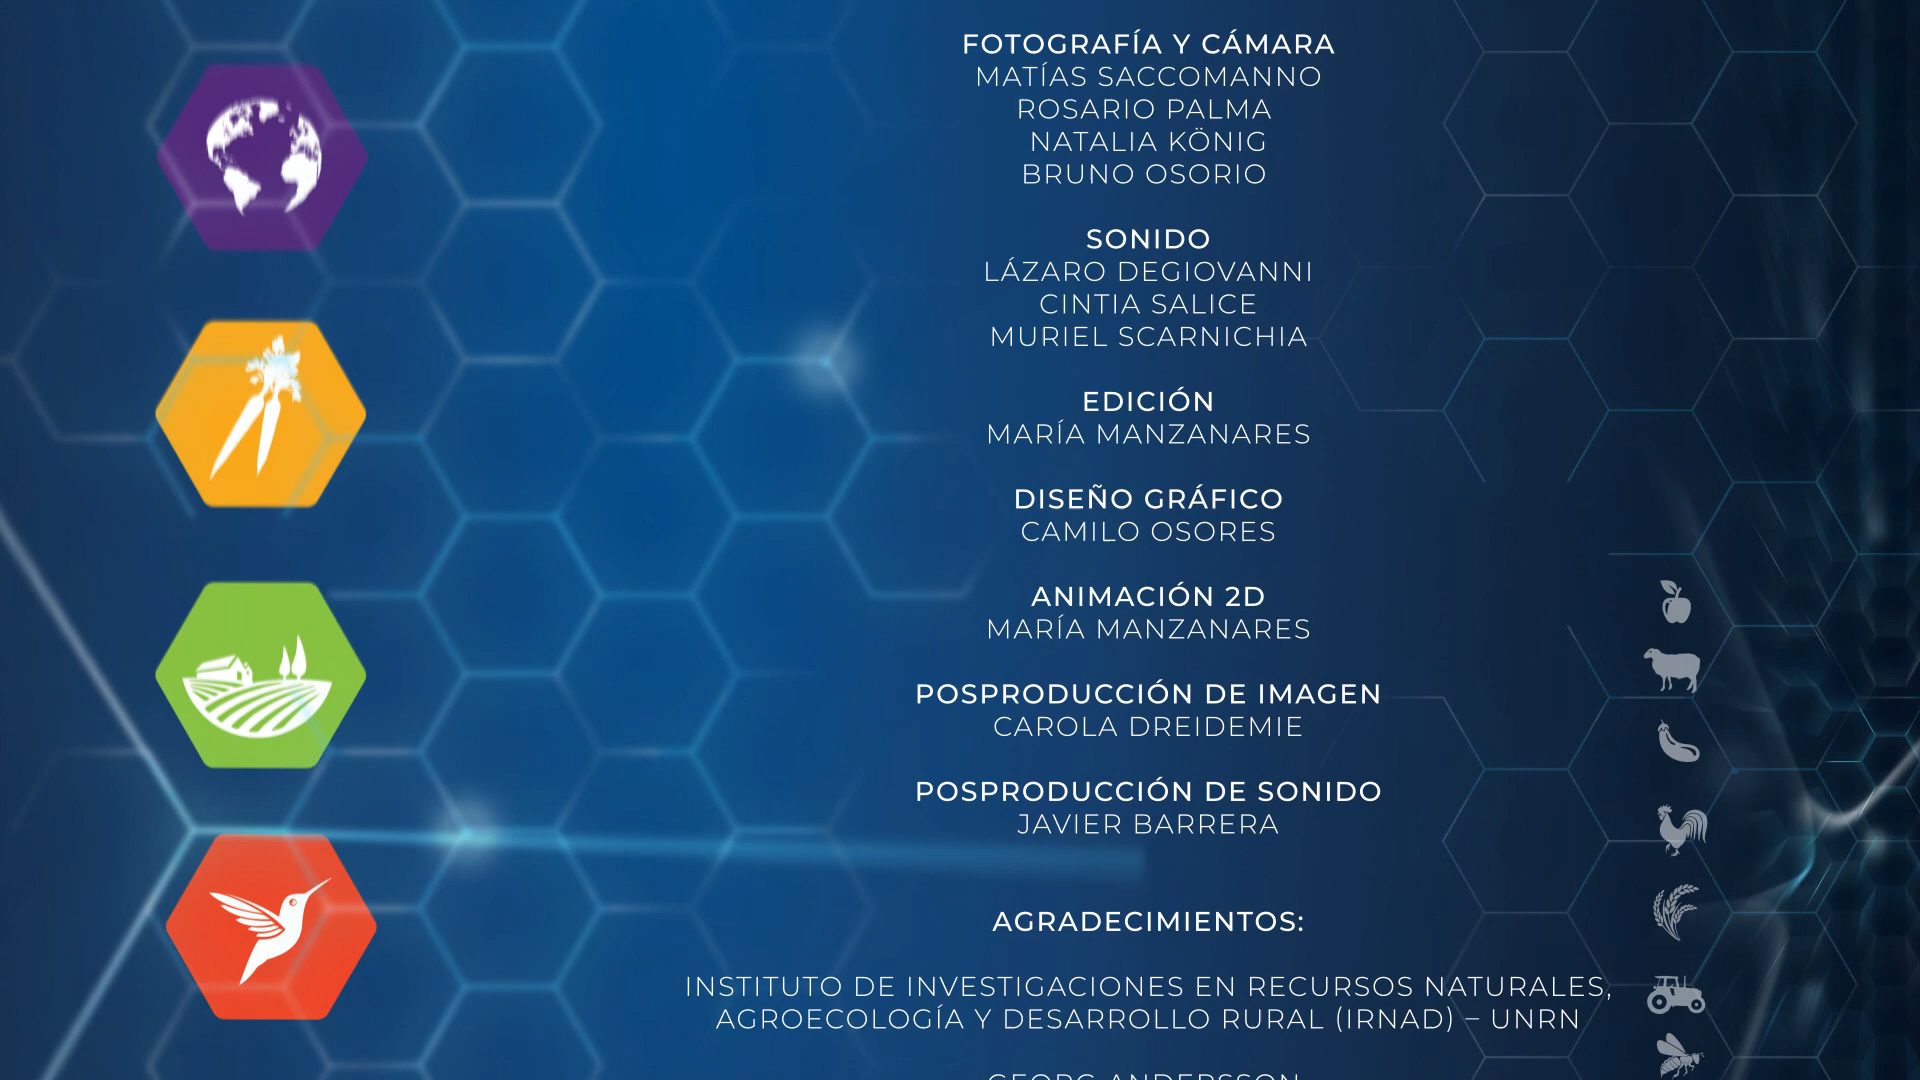 FOTOGRAFÍA Y CÁMARA
MATÍAS SACCOMANNO
ROSARIO PALMA
NATALIA KÖNIG
BRUNO OSORIO
SONIDO
LÁZARO DEGIOVANNI
CINTIA SALICE
MURIEL SCARNICHIA
EDICIÓN
MARÍA MANZANARES
DISEÑO GRÁFICO
CAMILO OSORES
ANIMACIÓN 2D
MARÍA MANZANARES
POSPRODUCCIÓN DE IMAGEN
CAROLA DREIDEMIE
POSPRODUCCIÓN DE SONIDO
JAVIER BARRERA
AGRADECIMIENTOS:
INSTITUTO DE INVESTIGACIONES EN RECURSOS NATURALES,
AGROECOLOGÍA Y DESARROLLO RURAL (IRNAD) – UNRN